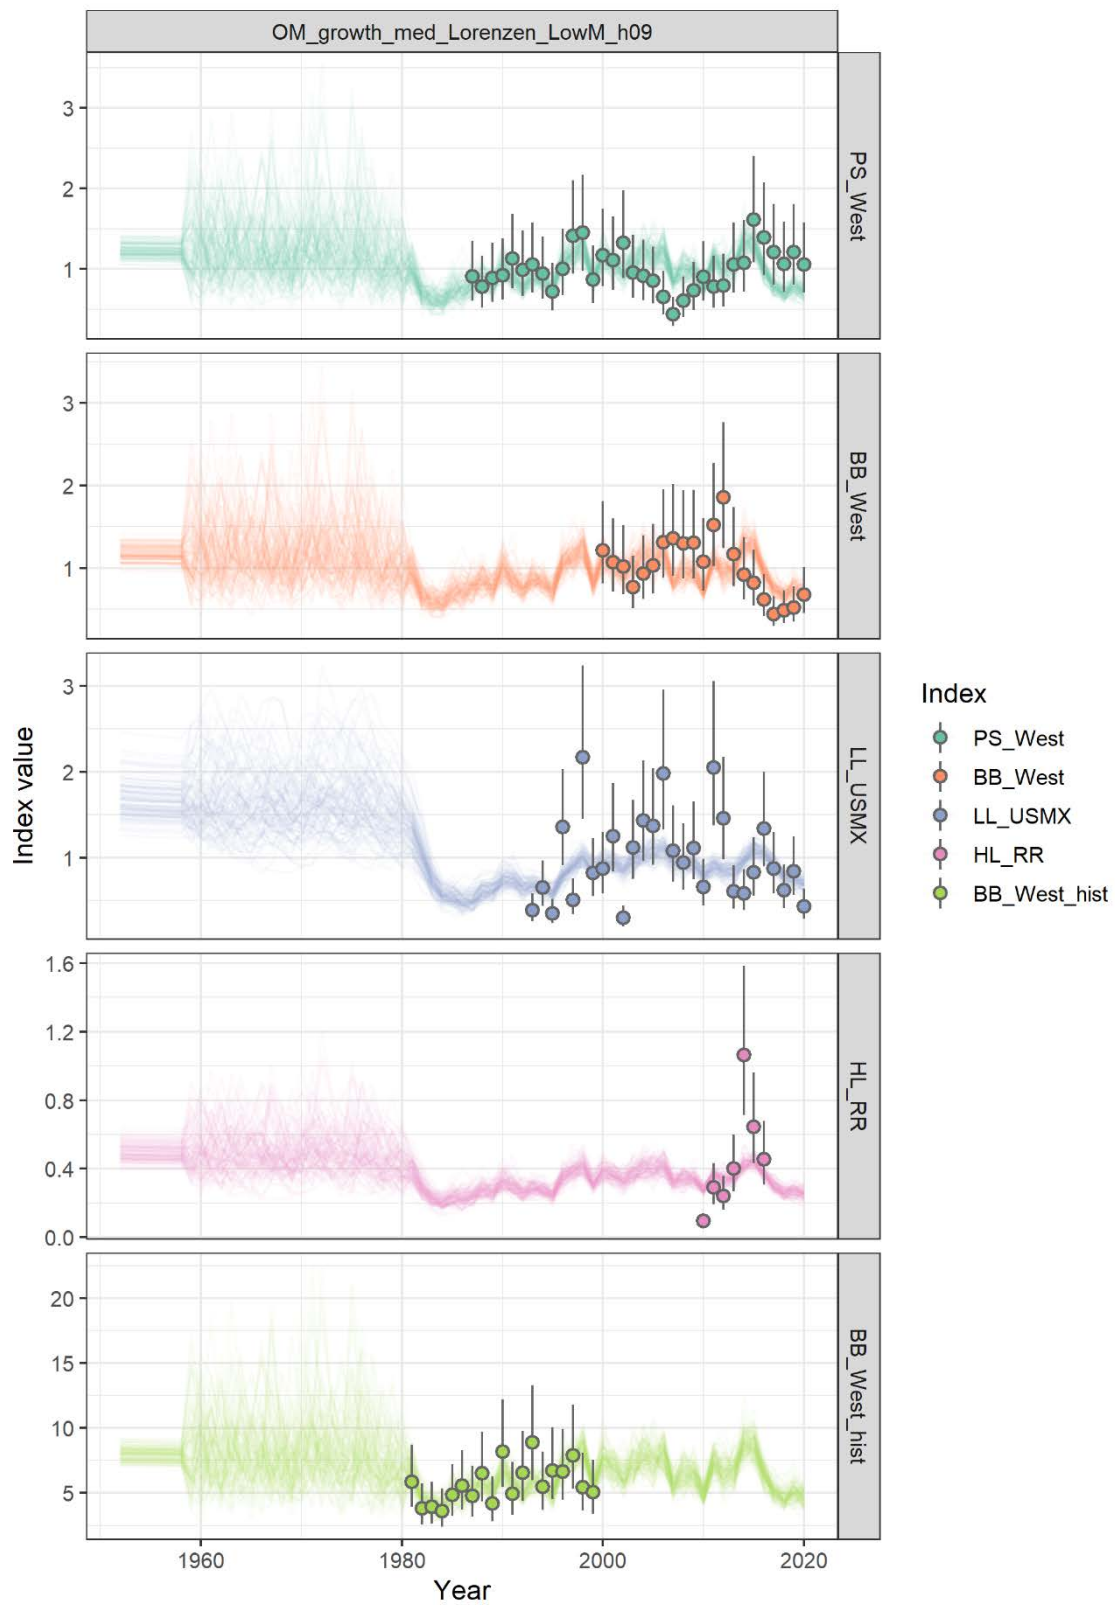 OM_growth_med_Lorenzen_LowM_h09
3
2
1
PS_West
3
2
1
BB_West
3
2
1
LL_USMX
1.6
1.2
0.8
0.4
0.0
HL_RR
20
15
10
5
BB_West_hist
1960 1980 2000 2020
Year
Index value
Index
PS_West
BB_West
LL_USMX
HL_RR
BB_West_hist